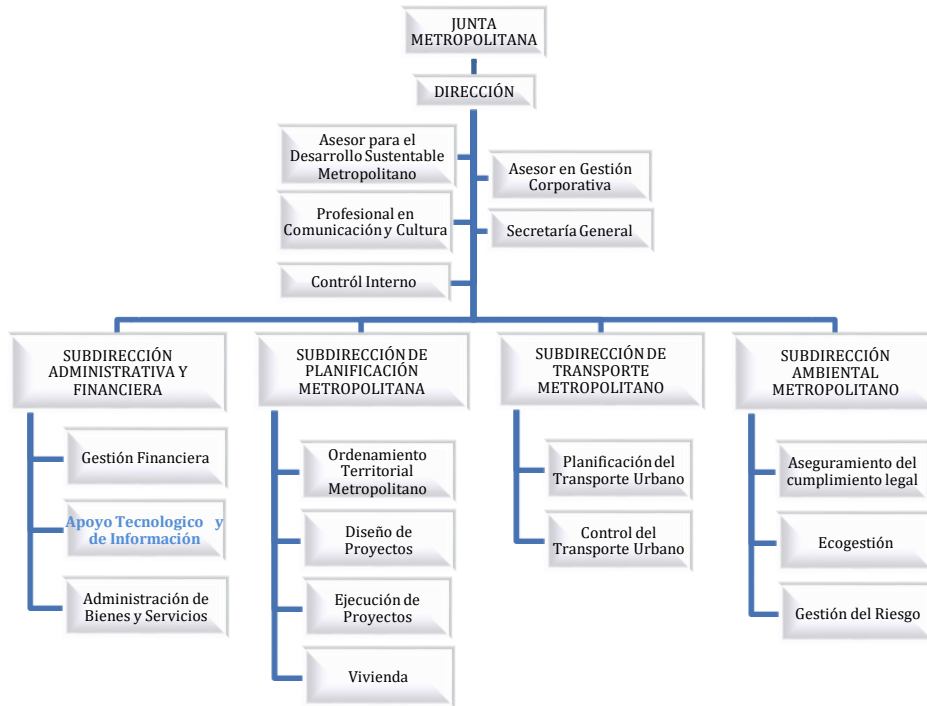 JUNTA
METROPOLITANA
DIRECCIÓN
Asesor para el
Desarrollo Sustentable
Metropolitano
Asesor en Gestión
Corporativa
Profesional en
Comunicación y Cultura
Secretaría General
Contról Interno
SUBDIRECCIÓN
ADMINISTRATIVA Y
FINANCIERA
Gestión Financiera
Apoyo Tecnologico y
de Información
Administración de
Bienes y Servicios
SUBDIRECCIÓN DE
PLANIFICACIÓN
METROPOLITANA
Ordenamiento
Territorial
Metropolitano
Diseño de
Proyectos
Ejecución de
Proyectos
Vivienda
SUBDIRECCIÓN DE
TRANSPORTE
METROPOLITANO
Planificación del
Transporte Urbano
Control del
Transporte Urbano
SUBDIRECCIÓN
AMBIENTAL
METROPOLITANO
Aseguramiento del
cumplimiento legal
Ecogestión
Gestión del Riesgo